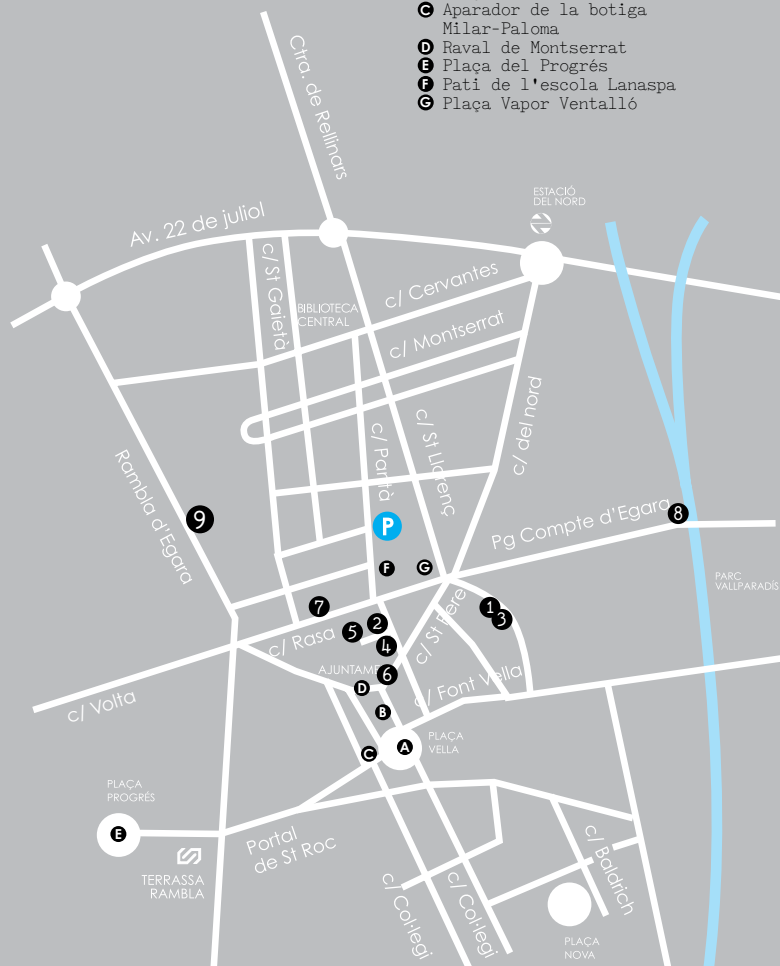 C Aparador de la botiga
Milar-Paloma
D Raval de Montserrat
E Plaça del Progrés
F Pati de l'escola Lanaspa
G Plaça Vapor Ventalló
Ctra. de Rellinars
ESTACIÓ
DEL NORD
Av. 22 de juliol
c/ St Gaietà
c/ Cervantes
BIBLIOTECA
CENTRAL
c/ Montserrat
c/ del nord
c/ St Llorenç
c/ Pantà
Rambla d'Egara
9
P
Pg Compte d'Egara
8
F
G
PARC
VALLPARADÍS
7
1
3
2
5
4
c/ Rasa
c/ St Pere
AJUNTAME
6
D
c/ Font Vella
c/ Volta
B
A
C
PLAÇA
VELLA
PLAÇA
PROGRÉS
E
Portal
de St Roc
TERRASSA
RAMBLA
c/ Col·legi
c/ Col·legi
c/ Baldrich
PLAÇA
NOVA